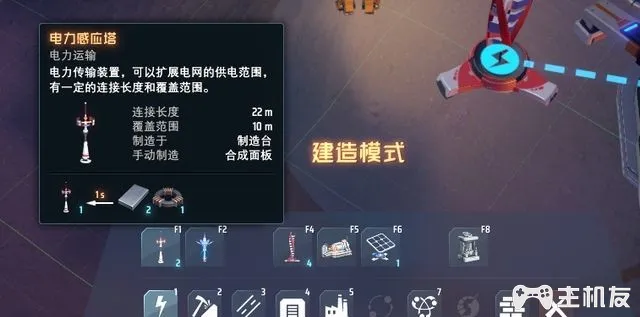 电力感应塔
电力运输
电力传输装置，可以扩展电网的供电范围，
有一定的连接长度和覆盖范围。
连接长度 22 m
覆盖范围 10 m
制造于 制造台
手动制造 合成面板
1s
1 2 1
建造模式
F1 F2 F4 F5 F6 F8
2 4 1
1 2 3 4 5 6 7 8 9
主机友